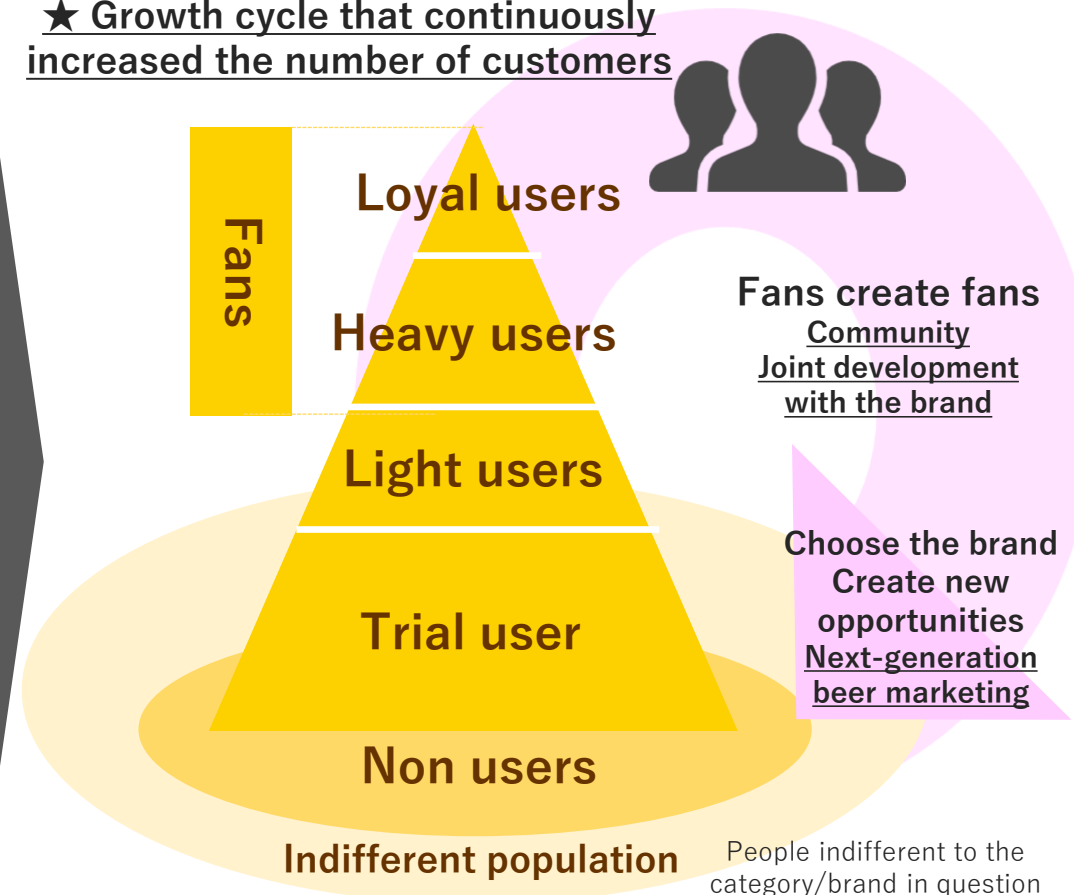 ★ Growth cycle that continuously
increased the number of customers
Fans
Loyal users
Heavy users
Light users
Trial user
Non users
Indifferent population
Fans create fans
Community
Joint development
with the brand
Choose the brand
Create new
opportunities
Next-generation
beer marketing
People indifferent to the
category/brand in question